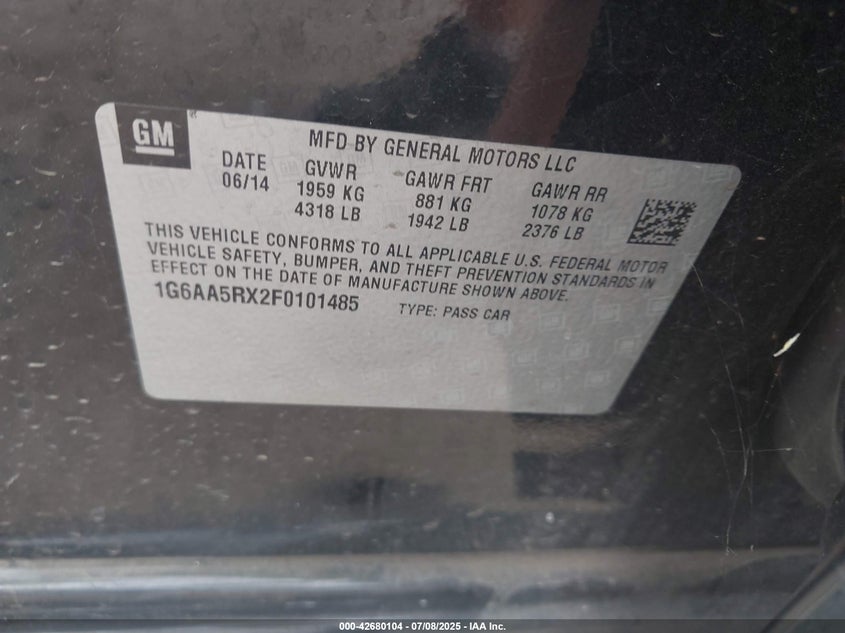 GM
MFD BY GENERAL MOTORS LLC
DATE GVWR GAWR FRT GAWR RR
06/14 1959 KG 881 KG 1078 KG
4318 LB 1942 LB 2376 LB
THIS VEHICLE CONFORMS TO ALL APPLICABLE U.S. FEDERAL MOTOR
VEHICLE SAFETY, BUMPER, AND THEFT PREVENTION STANDARDS IN
EFFECT ON THE DATE OF MANUFACTURE SHOWN ABOVE.
1G6AA5RX2F0101485 TYPE: PASS CAR
000-42680104 - 07/08/2025 - IAA Inc.